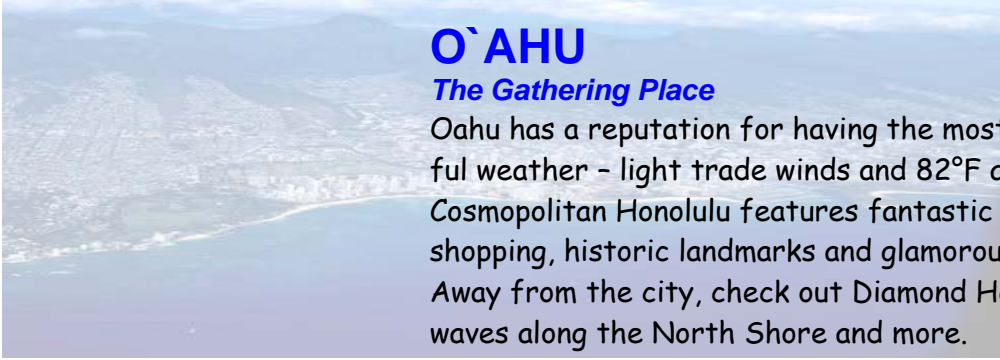 O`AHU
The Gathering Place
Oahu has a reputation for having the most
ful weather – light trade winds and 82°F
Cosmopolitan Honolulu features fantastic
shopping, historic landmarks and
Away from the city, check out Diamond
waves along the North Shore and more.